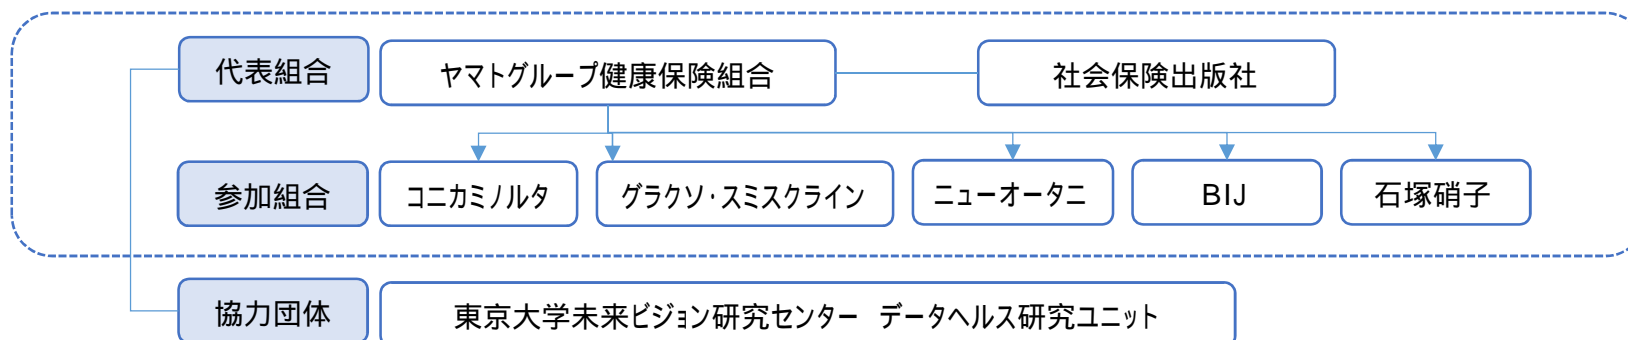 代表組合
ヤマトグループ健康保険組合
社会保険出版社
参加組合
コニカミノルタ
グラクソ・スミスクライン
ニューオータニ
BIJ
石塚硝子
協力団体
東京大学未来ビジョン研究センター　データヘルス研究ユニット